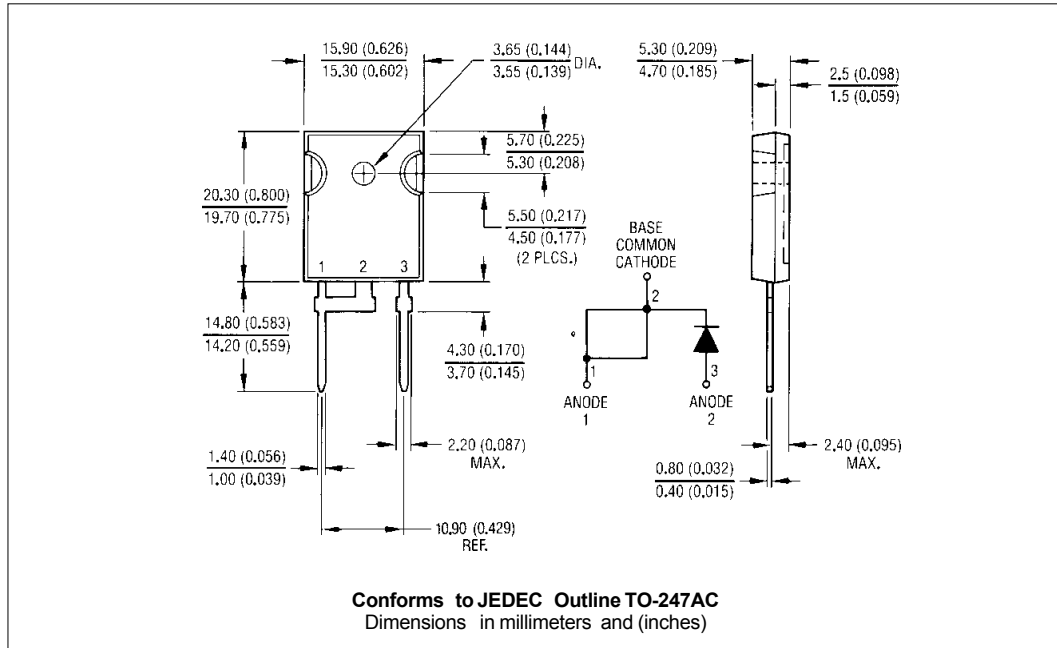 15.90 (0.626)
15.30 (0.602)
3.65 (0.144)
3.55 (0.139)
DIA.
5.30 (0.209)
4.70 (0.185)
2.5 (0.098)
1.5 (0.059)
5.70 (0.225)
5.30 (0.208)
20.30 (0.800)
19.70 (0.775)
5.50 (0.217)
4.50 (0.177)
(2 PLCS.)
1 2 3
BASE
COMMON
CATHODE
2
14.80 (0.583)
14.20 (0.559)
4.30 (0.170)
3.70 (0.145)
1
3
ANODE
1
ANODE
2
1.40 (0.056)
1.00 (0.039)
2.20 (0.087)
MAX.
2.40 (0.095)
MAX.
0.80 (0.032)
0.40 (0.015)
10.90 (0.429)
REF.
Conforms to JEDEC Outline TO-247AC
Dimensions in millimeters and (inches)